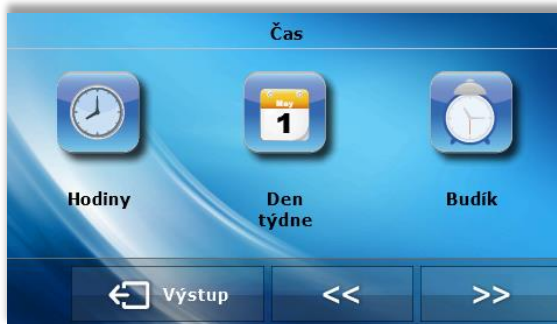 Čas
May
1
Hodiny
Den
týdne
Budík
Výstup
<<
>>